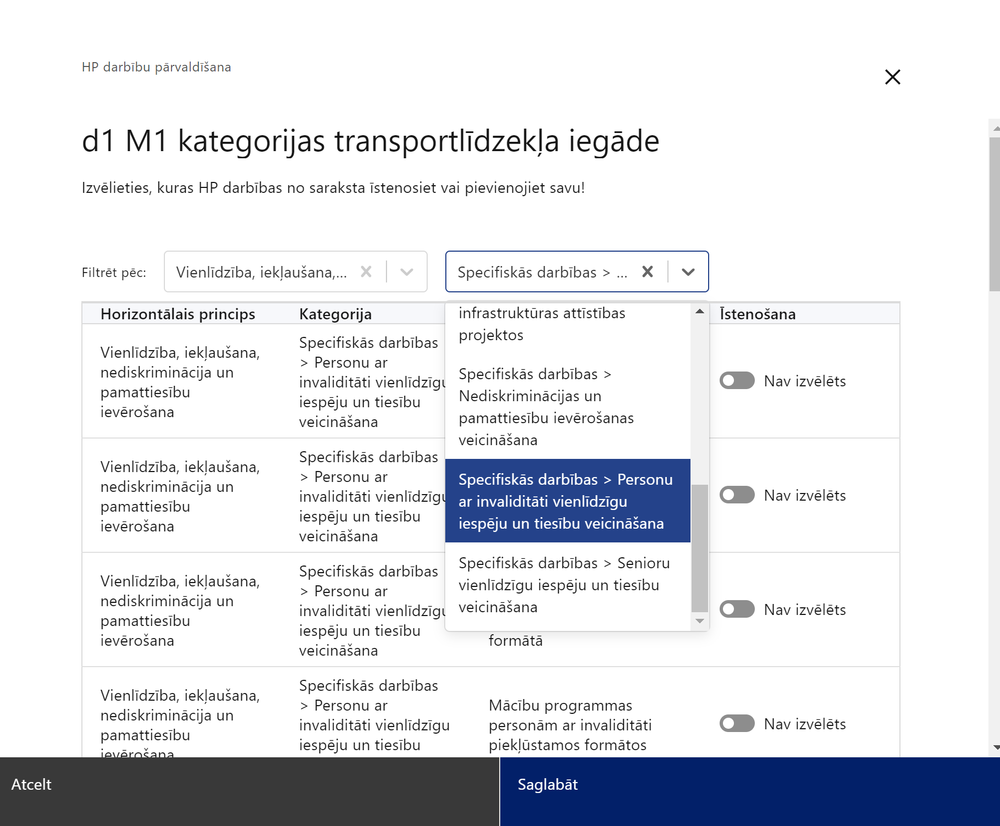 HP darbību pārvaldīšana
d1 M1 kategorijas transportlīdzekļa iegāde
Izvēlieties, kuras HP darbības no saraksta īstenosiet vai pievienojiet savu!
Filtrēt pēc:
Vienlīdzība, iekļaušana,...
Specifiskās darbības > ...
Horizontālais princips
Kategorija
Īstenošana
infrastruktūras attīstības
projektos
Specifiskās darbības >
Nediskriminācijas un
pamattiesību ievērošanas
veicināšana
Specifiskās darbības > Personu
ar invaliditāti vienlīdzīgu
iespēju un tiesību veicināšana
Specifiskās darbības > Senioru
vienlīdzīgu iespēju un tiesību
veicināšana
Vienlīdzība, iekļaušana,
nediskriminācija un
pamattiesību
ievērošana
Specifiskās darbības
> Personu ar
invaliditāti vienlīdzīgu
iespēju un tiesību
veicināšana
Nav izvēlēts
Vienlīdzība, iekļaušana,
nediskriminācija un
pamattiesību
ievērošana
Specifiskās darbības
> Personu ar
invaliditāti vienlīdzīgu
iespēju un tiesību
veicināšana
Nav izvēlēts
Vienlīdzība, iekļaušana,
nediskriminācija un
pamattiesību
ievērošana
Specifiskās darbības
> Personu ar
invaliditāti vienlīdzīgu
iespēju un tiesību
veicināšana
formātā
Nav izvēlēts
Vienlīdzība, iekļaušana,
nediskriminācija un
pamattiesību
ievērošana
Specifiskās darbības
> Personu ar
invaliditāti vienlīdzīgu
iespēju un tiesību
Mācību programmas
personām ar invaliditāti
piekļūstamos formātos
Nav izvēlēts
Atcelt
Saglabāt